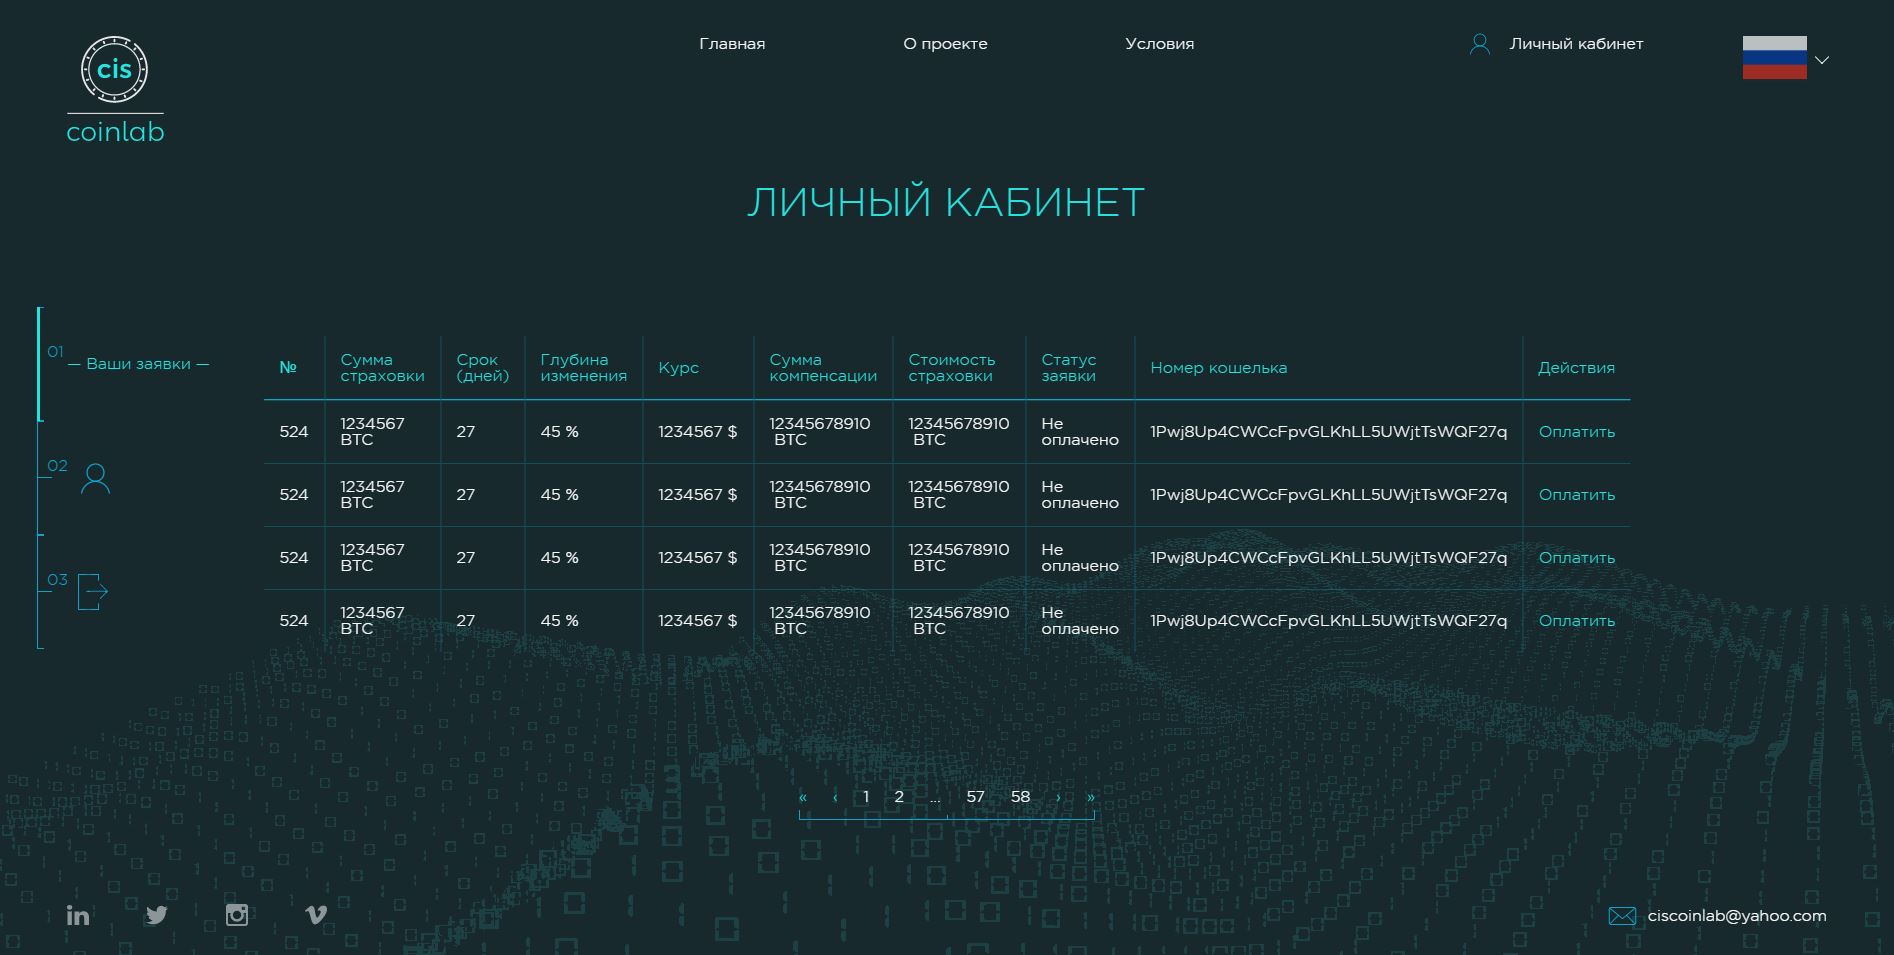 cis
coinlab
Главная
О проекте
Условия
Личный кабинет
ЛИЧНЫЙ КАБИНЕТ
01
— Ваши заявки —
02
03
№ Сумма страховки Срок (дней) Глубина изменения Курс Сумма компенсации Стоимость страховки Статус заявки Номер кошелька Действия
524 1234567 BTC 27 45 % 1234567 $ 12345678910 BTC 12345678910 BTC Не оплачено 1Pwj8Up4CWCcFpvGLKhLL5UWjtTsWQF27q Оплатить
524 1234567 BTC 27 45 % 1234567 $ 12345678910 BTC 12345678910 BTC Не оплачено 1Pwj8Up4CWCcFpvGLKhLL5UWjtTsWQF27q Оплатить
524 1234567 BTC 27 45 % 1234567 $ 12345678910 BTC 12345678910 BTC Не оплачено 1Pwj8Up4CWCcFpvGLKhLL5UWjtTsWQF27q Оплатить
524 1234567 BTC 27 45 % 1234567 $ 12345678910 BTC 12345678910 BTC Не оплачено 1Pwj8Up4CWCcFpvGLKhLL5UWjtTsWQF27q Оплатить
« ‹ 1 2 ... 57 58 › »
ciscoinlab@yahoo.com